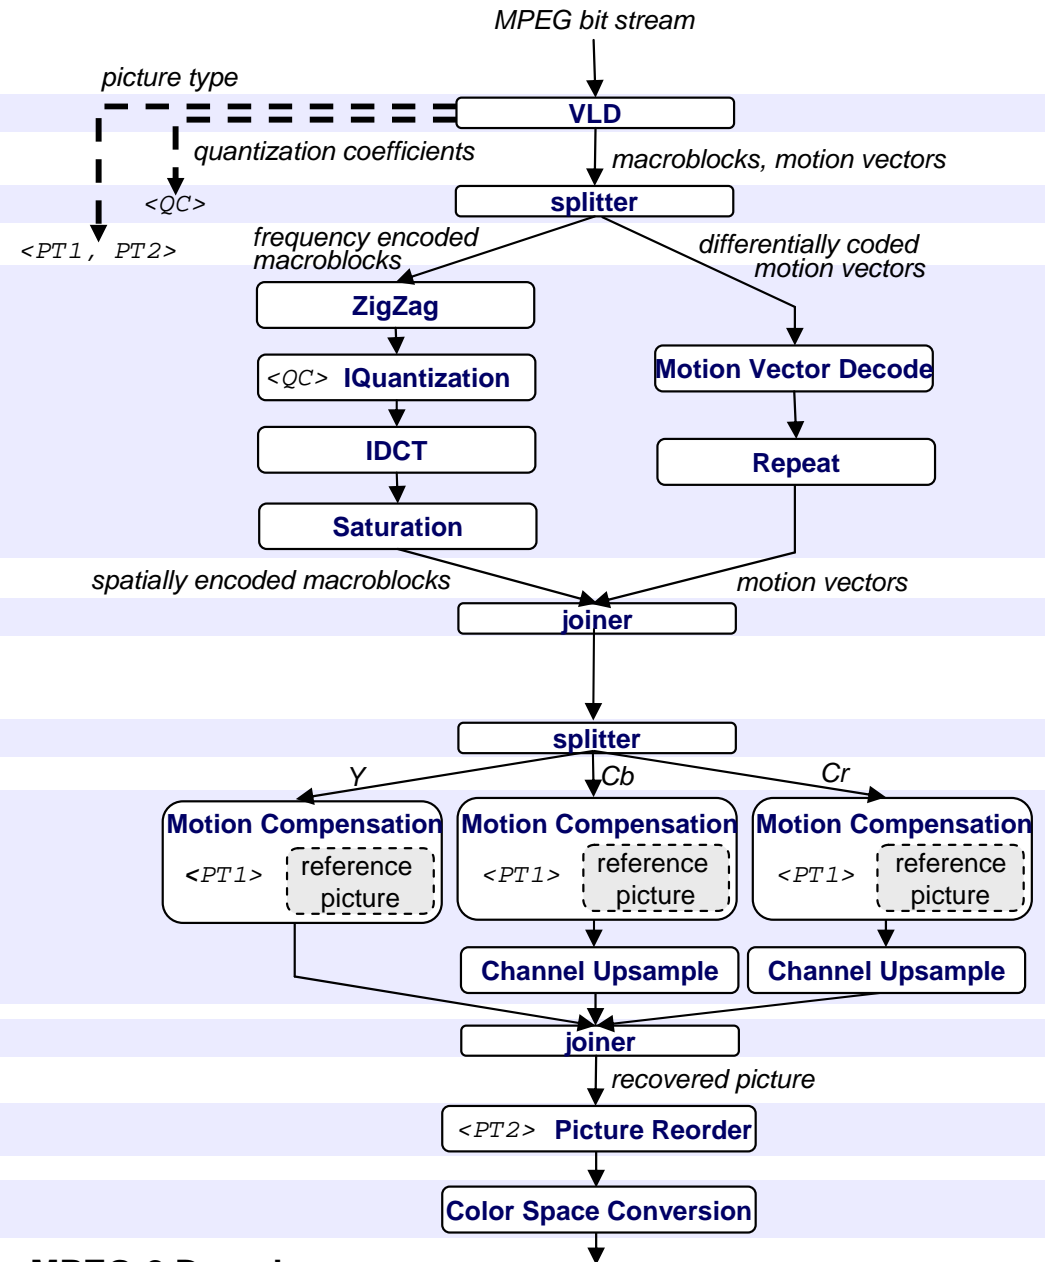 MPEG bit stream
picture type
VLD
quantization coefficients
macroblocks, motion vectors
<QC>
splitter
<PT1, PT2>
frequency encoded
macroblocks
differentially coded
motion vectors
ZigZag
<QC> IQuantization
Motion Vector Decode
IDCT
Repeat
Saturation
spatially encoded macroblocks
motion vectors
joiner
splitter
Y
Cb
Cr
Motion Compensation
<PT1>
reference
picture
Motion Compensation
<PT1>
reference
picture
Motion Compensation
<PT1>
reference
picture
Channel Upsample
Channel Upsample
joiner
recovered picture
<PT2> Picture Reorder
Color Space Conversion